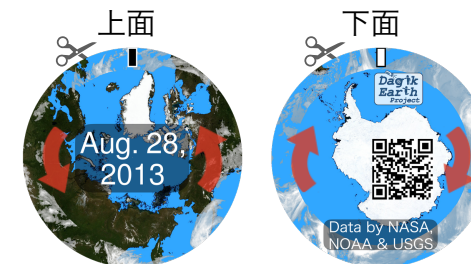 上面
下面
Aug. 28,
2013
Dagik
Earth
Project
Data by NASA,
NOAA & USGS